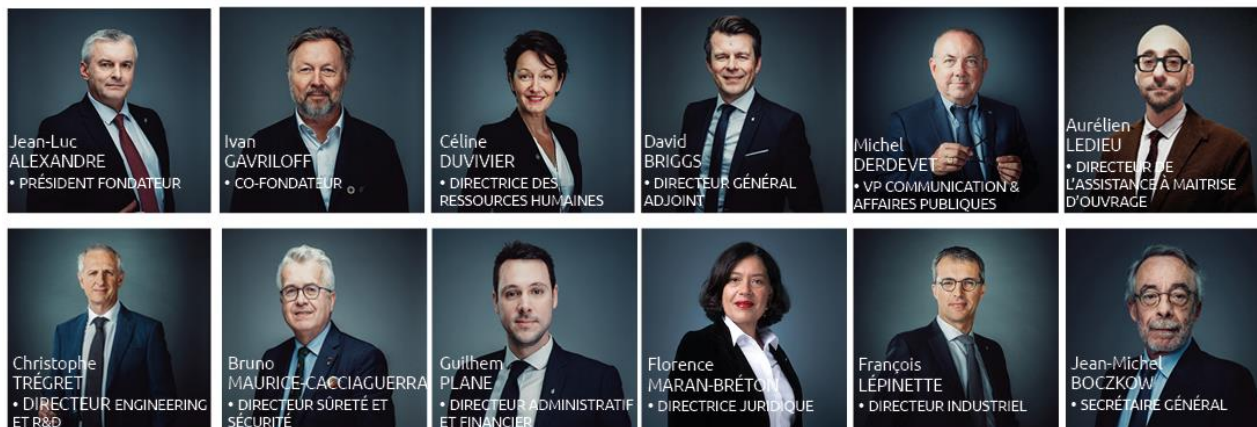 Jean-Luc
ALEXANDRE
• PRÉSIDENT FONDATEUR
Ivan
GAVRILOFF
• CO-FONDATEUR
Céline
DUVIVIER
• DIRECTRICE DES
RESSOURCES HUMAINES
David
BRIGGS
• DIRECTEUR GÉNÉRAL
ADJOINT
Michel
DERDEVET
• VP COMMUNICATION &
AFFAIRES PUBLIQUES
Aurélien
LEDIEU
• DIRECTEUR DE
L'ASSISTANCE À MAITRISE
D'OUVRAGE
Christophe
TRÉGRET
• DIRECTEUR ENGINEERING
ET R&D
Bruno
MAURICE-CACCIAGUERRA
• DIRECTEUR SÛRETÉ ET
SÉCURITÉ
Guilhem
PLANE
• DIRECTEUR ADMINISTRATIF
ET FINANCIER
Florence
MARAN-BRÉTON
• DIRECTRICE JURIDIQUE
François
LÉPINETTE
• DIRECTEUR INDUSTRIEL
Jean-Michel
BOCZKOW
• SECRÉTAIRE GÉNÉRAL